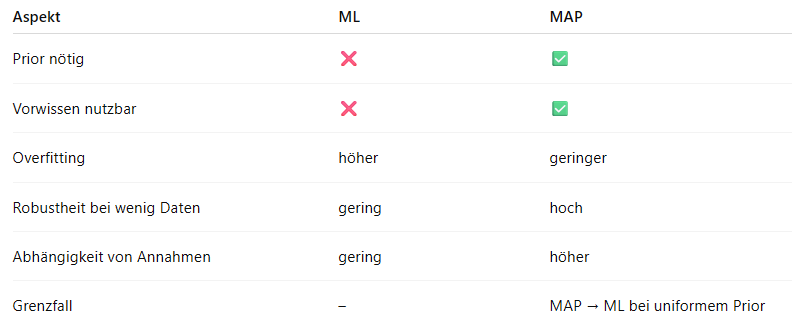 Aspekt ML MAP
Prior nötig ❌ ✅
Vorwissen nutzbar ❌ ✅
Overfitting höher geringer
Robustheit bei wenig Daten gering hoch
Abhängigkeit von Annahmen gering höher
Grenzfall – MAP → ML bei uniformem Prior